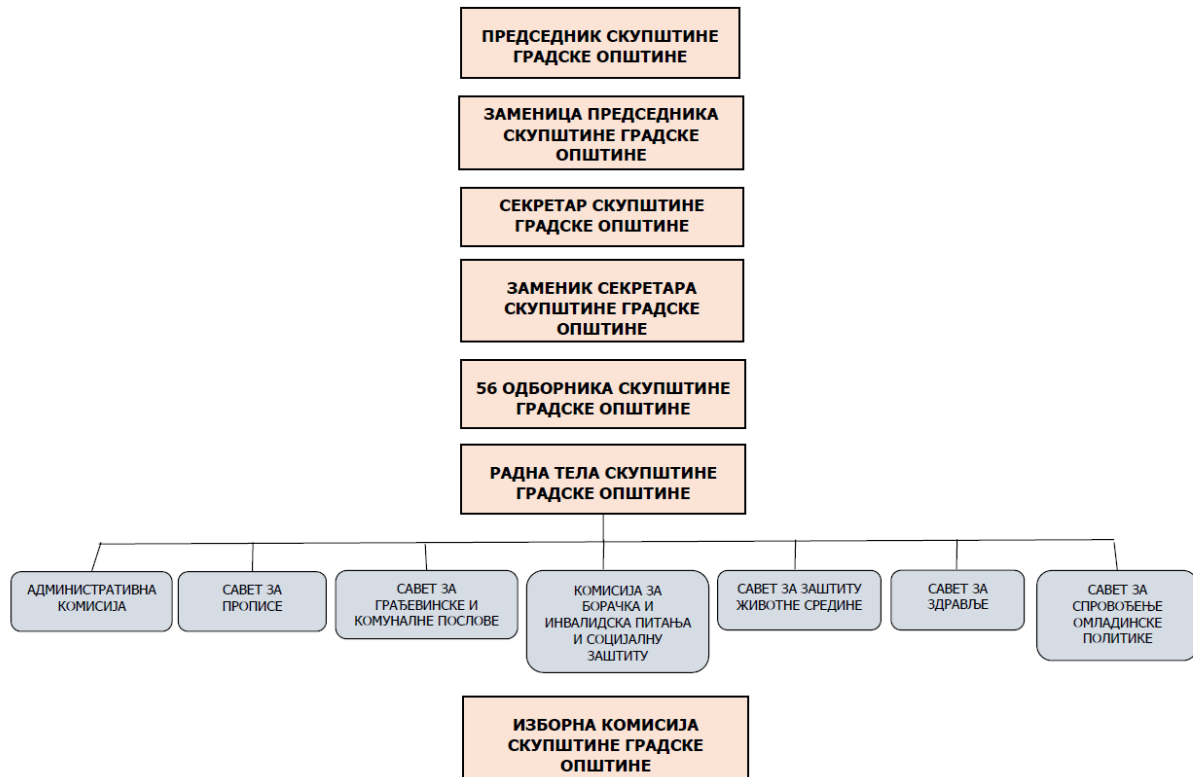 ПРЕДСЕДНИК СКУПШТИНЕ
ГРАДСКЕ ОПШТИНЕ
ЗАМЕНИЦА ПРЕДСЕДНИКА
СКУПШТИНЕ ГРАДСКЕ
ОПШТИНЕ
СЕКРЕТАР СКУПШТИНЕ
ГРАДСКЕ ОПШТИНЕ
ЗАМЕНИК СЕКРЕТАРА
СКУПШТИНЕ ГРАДСКЕ
ОПШТИНЕ
56 ОДБОРНИКА СКУПШТИНЕ
ГРАДСКЕ ОПШТИНЕ
РАДНА ТЕЛА СКУПШТИНЕ
ГРАДСКЕ ОПШТИНЕ
АДМИНИСТРАТИВНА
КОМИСИЈА
САВЕТ ЗА
ПРОПИСЕ
САВЕТ ЗА
ГРАЂЕВИНСКЕ И
КОМУНАЛНЕ ПОСЛОВЕ
КОМИСИЈА ЗА
БОРАЧКА И
ИНВАЛИДСКА ПИТАЊА
И СОЦИЈАЛНУ
ЗАШТИТУ
САВЕТ ЗА ЗАШТИТУ
ЖИВОТНЕ СРЕДИНЕ
САВЕТ ЗА
ЗДРАВЉЕ
САВЕТ ЗА
СПРОВОЂЕЊЕ
ОМЛАДИНСКЕ
ПОЛИТИКЕ
ИЗБОРНА КОМИСИЈА
СКУПШТИНЕ ГРАДСКЕ
ОПШТИНЕ